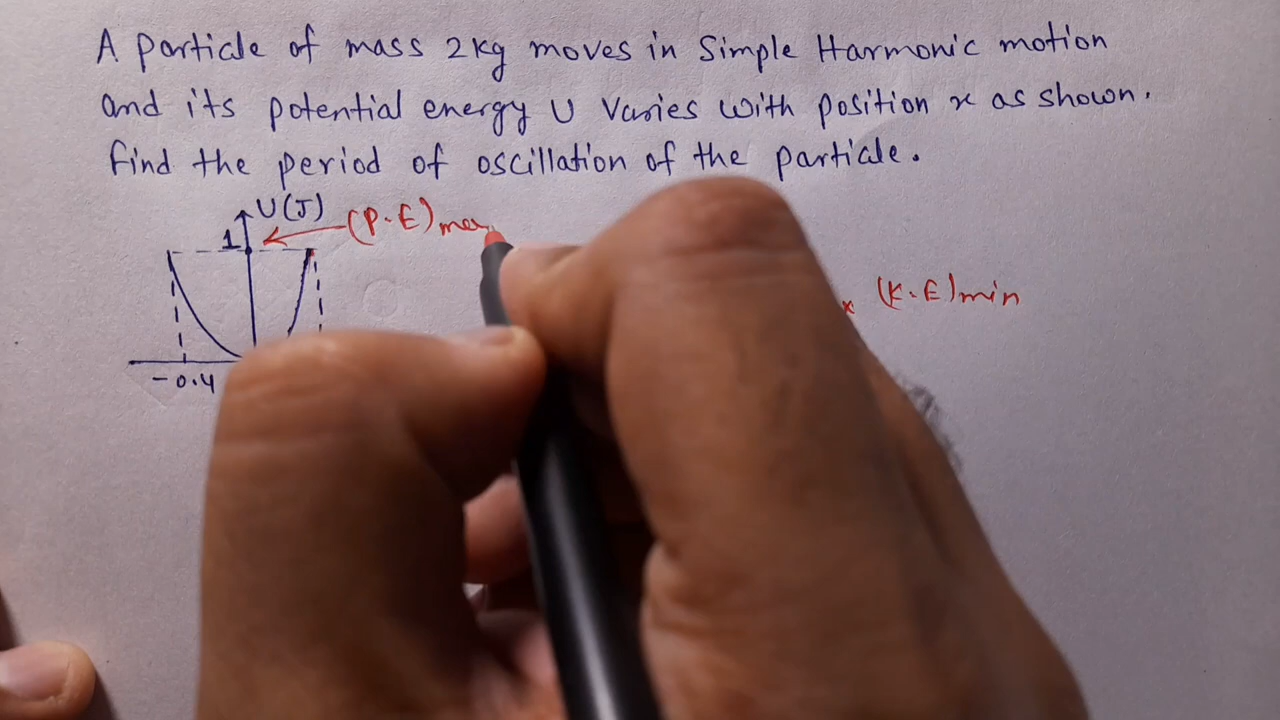 A particle of mass 2kg moves in Simple Harmonic motion
and its potential energy U varies with position x as shown.
Find the period of oscillation of the particle.
U(J)
(P.E)max
1
(K.E)min
-0.4